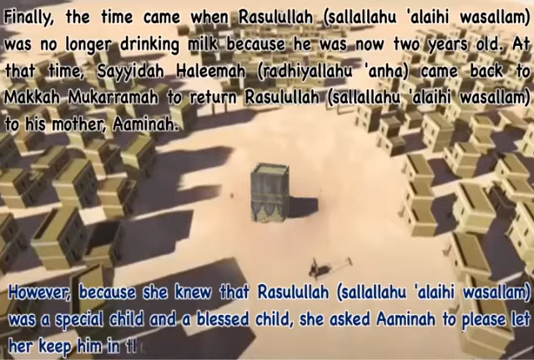 Finally, the time came when Rasulullah (sallallahu 'alaihi wasallam)
was no longer drinking milk because he was now two years old. At
that time, Sayyidah Haleemah (radhiyallahu 'anha) came back to
Makkah Mukarramah to return Rasulullah (sallallahu 'alaihi wasallam)
to his mother, Aaminah.
However, because she knew that Rasulullah (sallallahu 'alaihi wasallam)
was a special child and a blessed child, she asked Aaminah to please let
her keep him in